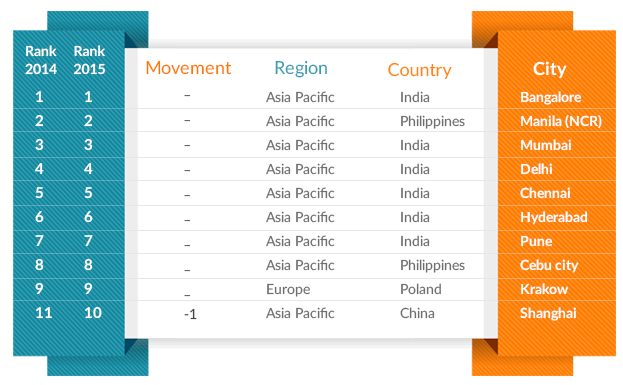 Rank 2014 Rank 2015 Movement Region Country City
1 1 – Asia Pacific India Bangalore
2 2 – Asia Pacific Philippines Manila (NCR)
3 3 – Asia Pacific India Mumbai
4 4 – Asia Pacific India Delhi
5 5 _ Asia Pacific India Chennai
6 6 _ Asia Pacific India Hyderabad
7 7 _ Asia Pacific India Pune
8 8 _ Asia Pacific Philippines Cebu city
9 9 _ Europe Poland Krakow
11 10 -1 Asia Pacific China Shanghai